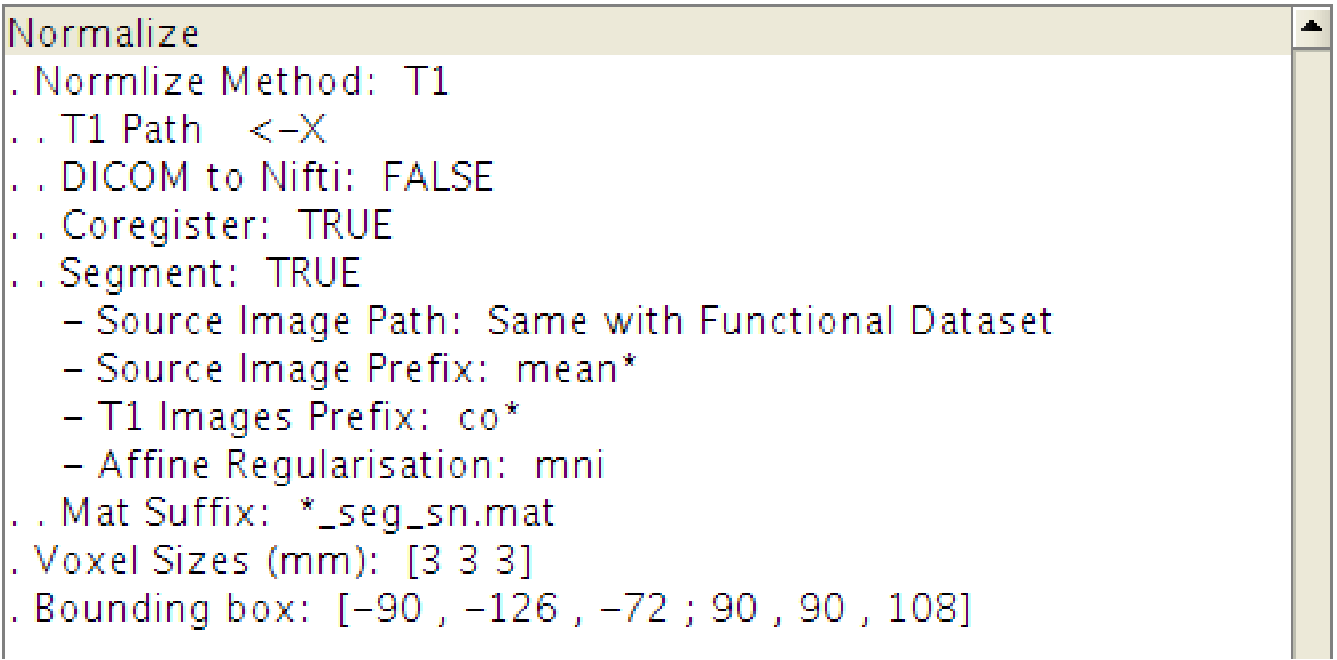 Normalize
. Normlize Method:  T1
. . T1 Path   <-X
. . DICOM to Nifti:  FALSE
. . Coregister:  TRUE
. . Segment:  TRUE
– Source Image Path:  Same with Functional Dataset
– Source Image Prefix:  mean*
– T1 Images Prefix:  co*
– Affine Regularisation:  mni
. . Mat Suffix:  *_seg_sn.mat
. Voxel Sizes (mm):  [3 3 3]
. Bounding box:  [–90 , –126 , –72 ; 90 , 90 , 108]